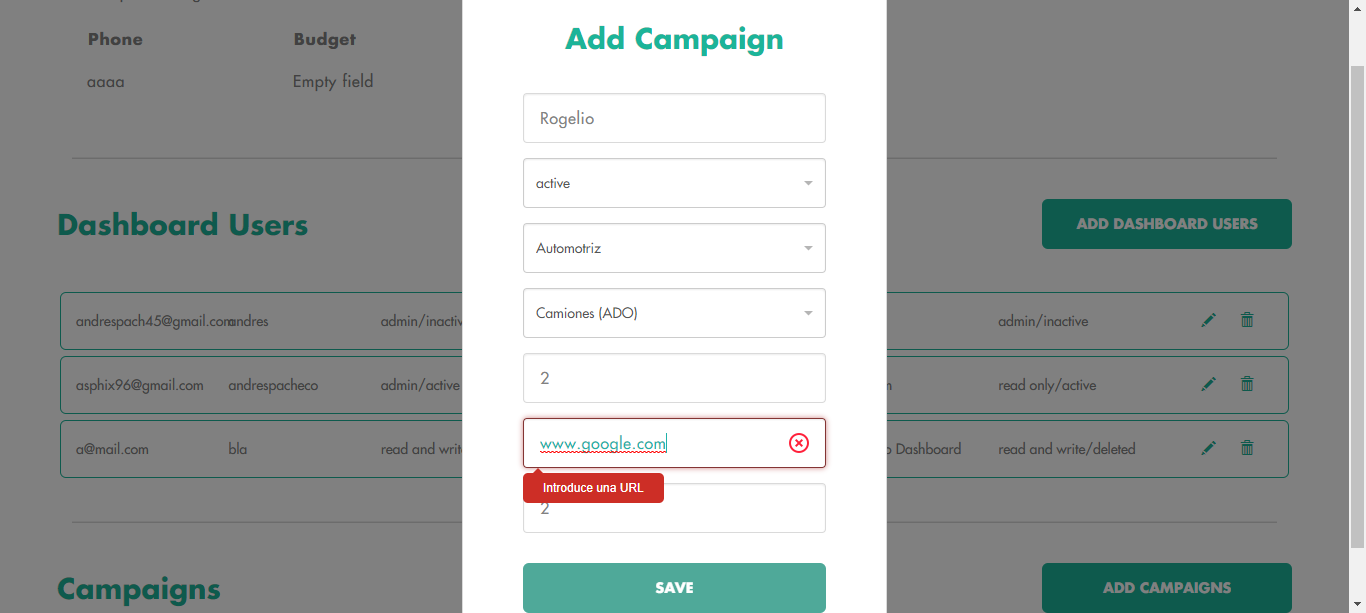 Add Campaign
Phone Budget
aaaa Empty field
Rogelio
active
Dashboard Users
ADD DASHBOARD USERS
Automotriz
andrespach45@gmail.com andres admin/inactiv admin/inactive
Camiones (ADO)
asphix96@gmail.com andrespacheco admin/active read only/active
2
a@mail.com bla read and write Dashboard read and write/deleted
www.google.com
Introduce una URL
2
Campaigns
SAVE
ADD CAMPAIGNS